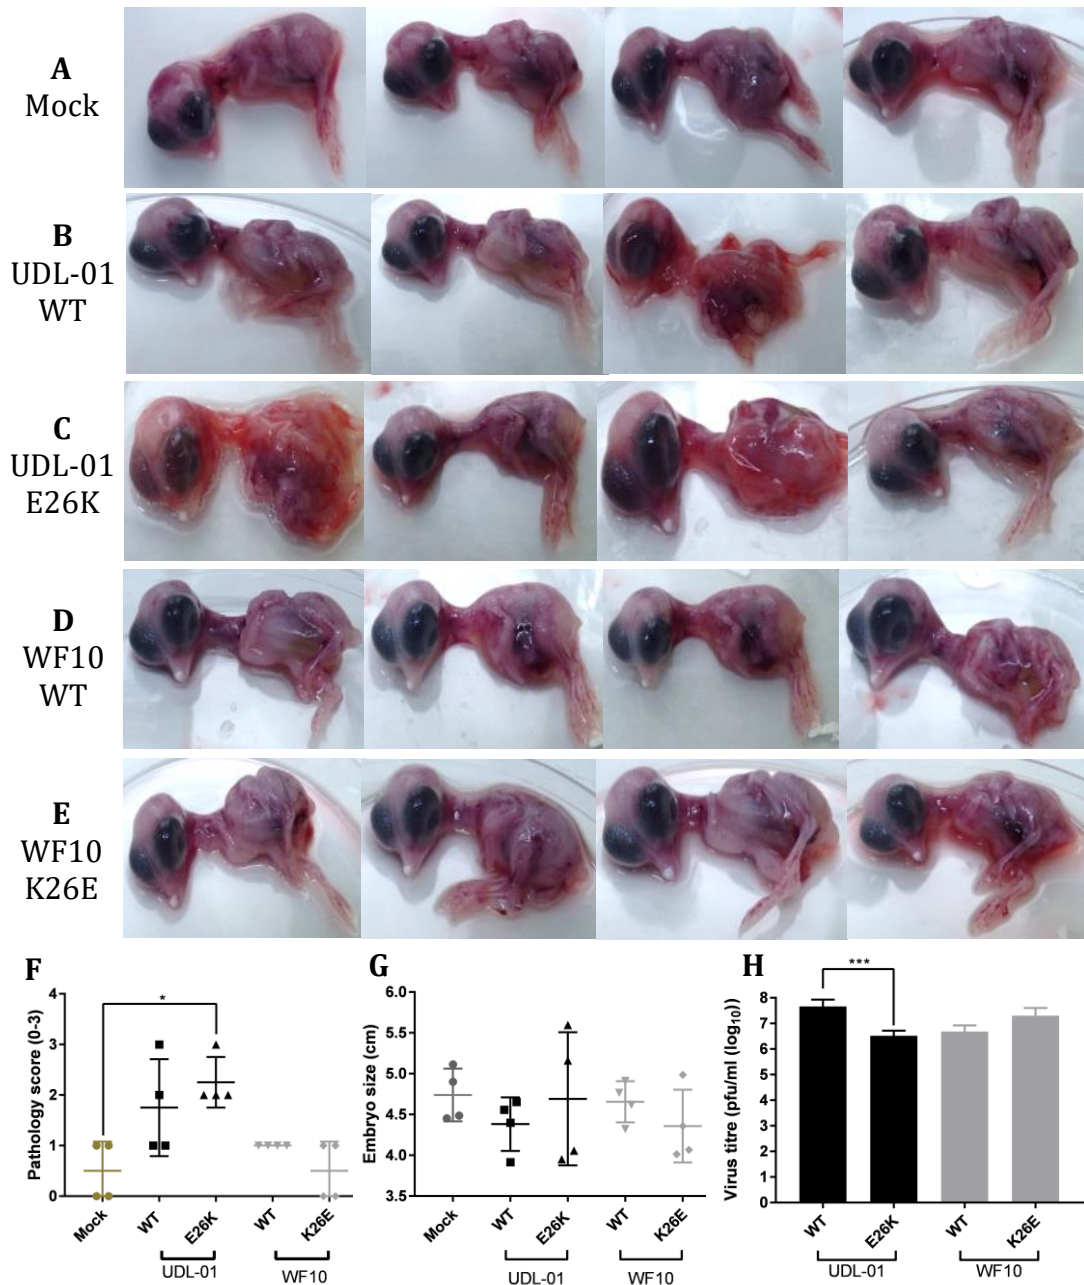 A
Mock
B
UDL-01
WT
C
UDL-01
E26K
D
WF10
WT
E
WF10
K26E
F
Pathology score (0-3)
4
3
2
1
0
*
Mock
WT
E26K
WT
K26E
UDL-01
WF10
G
Embryo size (cm)
6.0
5.5
5.0
4.5
4.0
3.5
Mock
WT
E26K
WT
K26E
UDL-01
WF10
H
Virus titre (pfu/ml (log10))
8
7
6
5
4
3
2
1
0
***
WT
E26K
WT
K26E
UDL-01
WF10